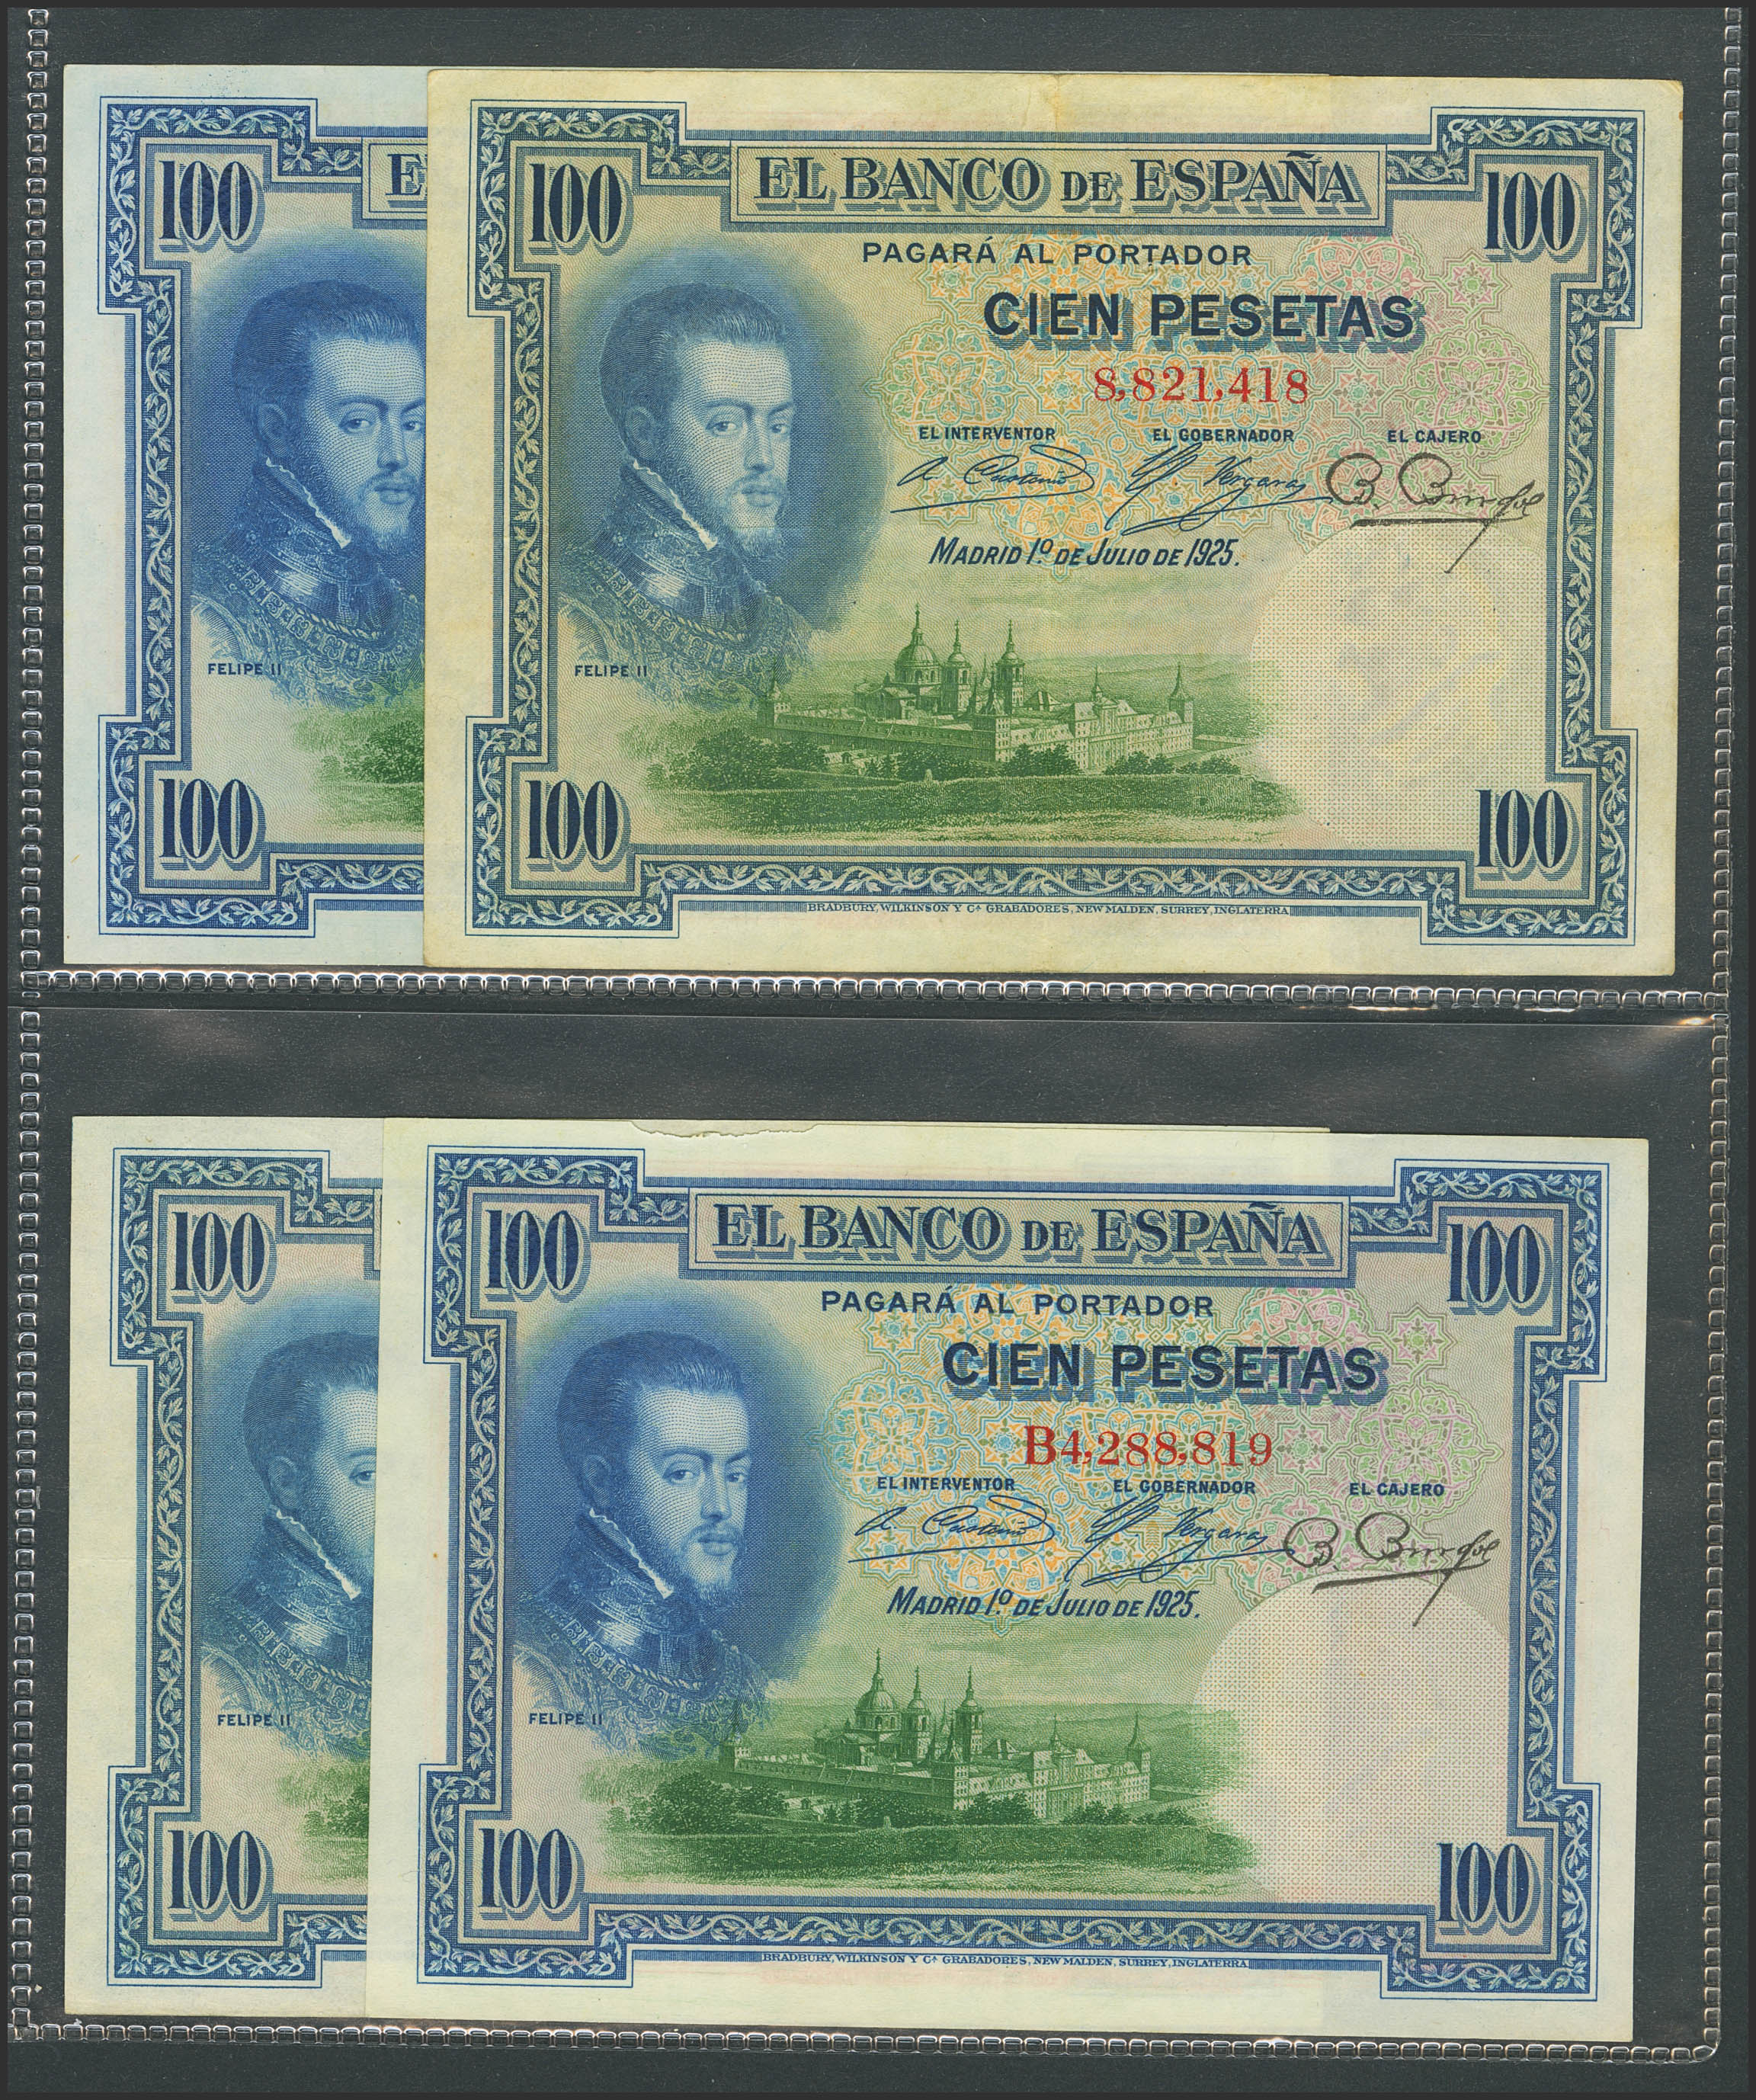 100
E
FELIPE II
100
100
EL BANCO DE ESPAÑA
100
PAGARÁ AL PORTADOR
CIEN PESETAS
8,821,418
EL INTERVENTOR EL GOBERNADOR EL CAJERO
MADRID 1º DE JULIO DE 1925.
FELIPE II
100
100
BRADBURY, WILKINSON Y Cª GRABADORES, NEW MALDEN, SURREY, INGLATERRA
100
FELIPE II
100
100
EL BANCO DE ESPAÑA
100
PAGARÁ AL PORTADOR
CIEN PESETAS
B4,288,819
EL INTERVENTOR EL GOBERNADOR EL CAJERO
MADRID 1º DE JULIO DE 1925.
FELIPE II
100
100
BRADBURY, WILKINSON Y Cª GRABADORES, NEW MALDEN, SURREY, INGLATERRA